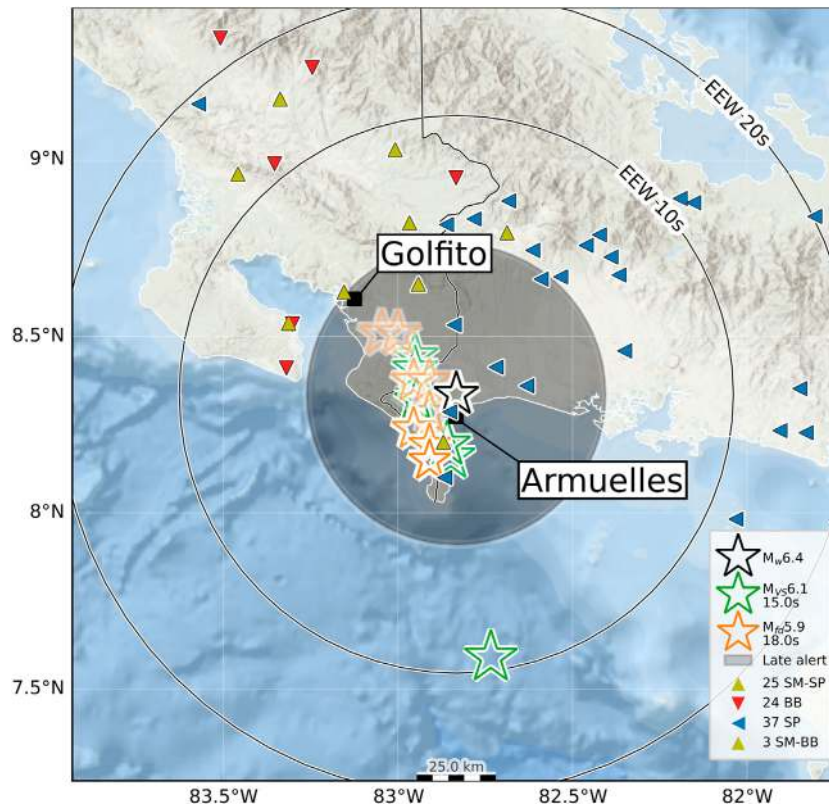 EEW 20s
EEW 10s
9°N
Golfito
8.5°N
Armuelles
8°N
7.5°N
M_w6.4
M_VS6.1
15.0s
M_fd5.9
18.0s
Late alert
25 SM-SP
24 BB
37 SP
3 SM-BB
25.0 km
83.5°W
83°W
82.5°W
82°W